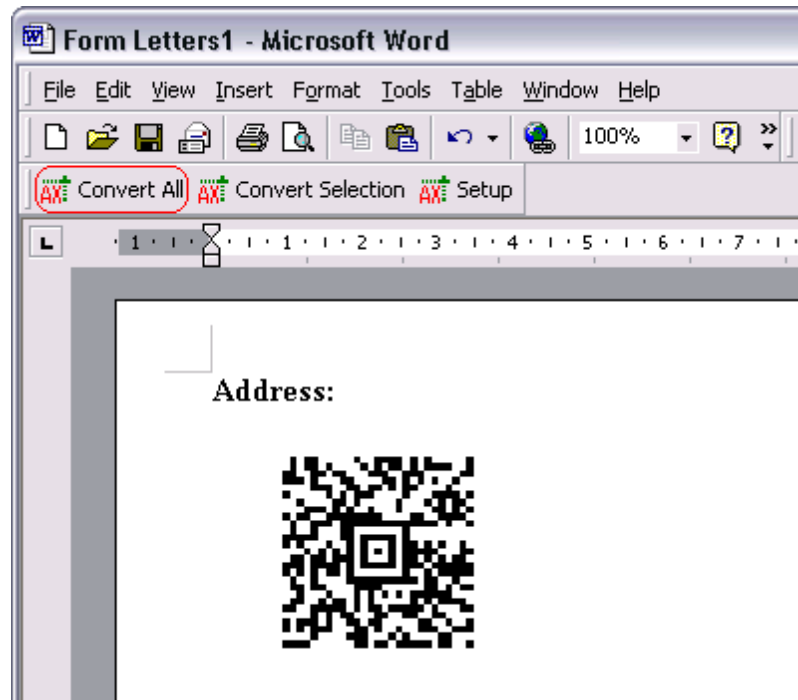 Form Letters1 - Microsoft Word
File Edit View Insert Format Tools Table Window Help
100%
Convert All Convert Selection Setup
1 1 2 3 4 5 6 7
Address: